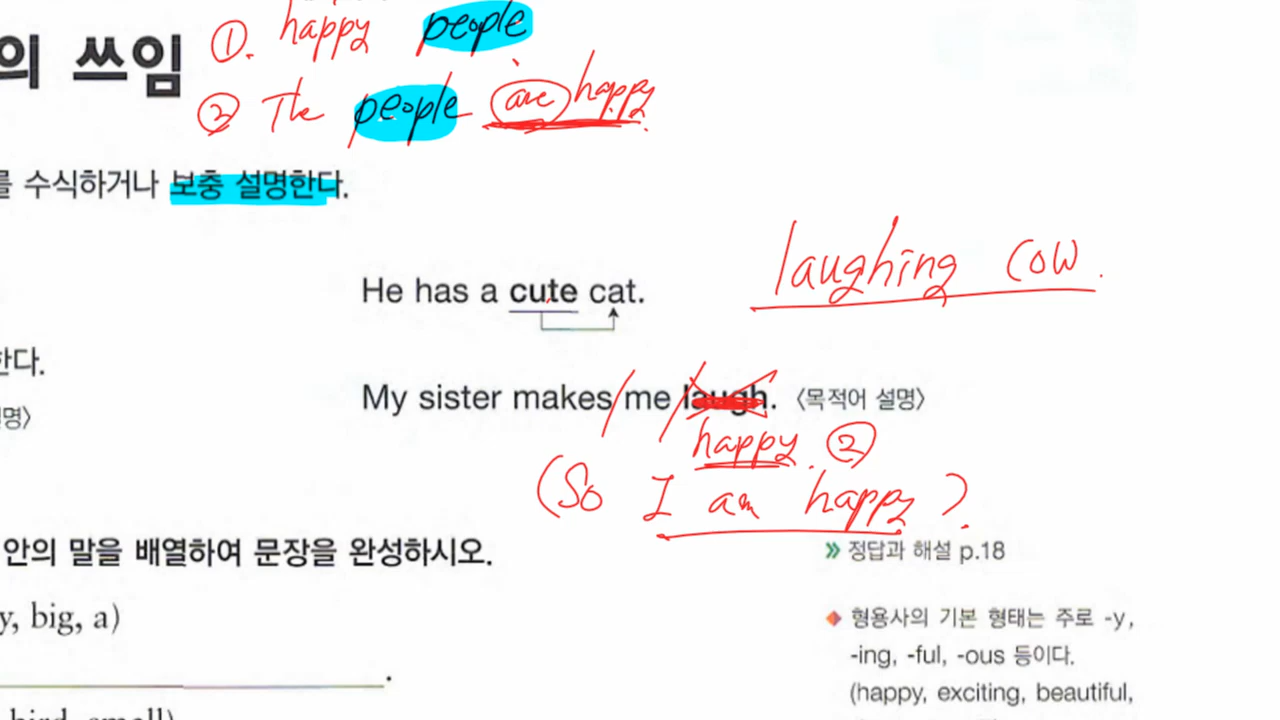 ①. happy people
의 쓰임
② The people are happy.
를 수식하거나 보충 설명한다.
laughing cow.
He has a cute cat.
한다.
My sister makes/me/laugh. 〈목적어 설명〉
명〉
happy. ②
(So I am happy).
안의 말을 배열하여 문장을 완성하시오.
» 정답과 해설 p.18
y, big, a)
◆ 형용사의 기본 형태는 주로 -y,
-ing, -ful, -ous 등이다.
.
(happy, exciting, beautiful,
bird, small)